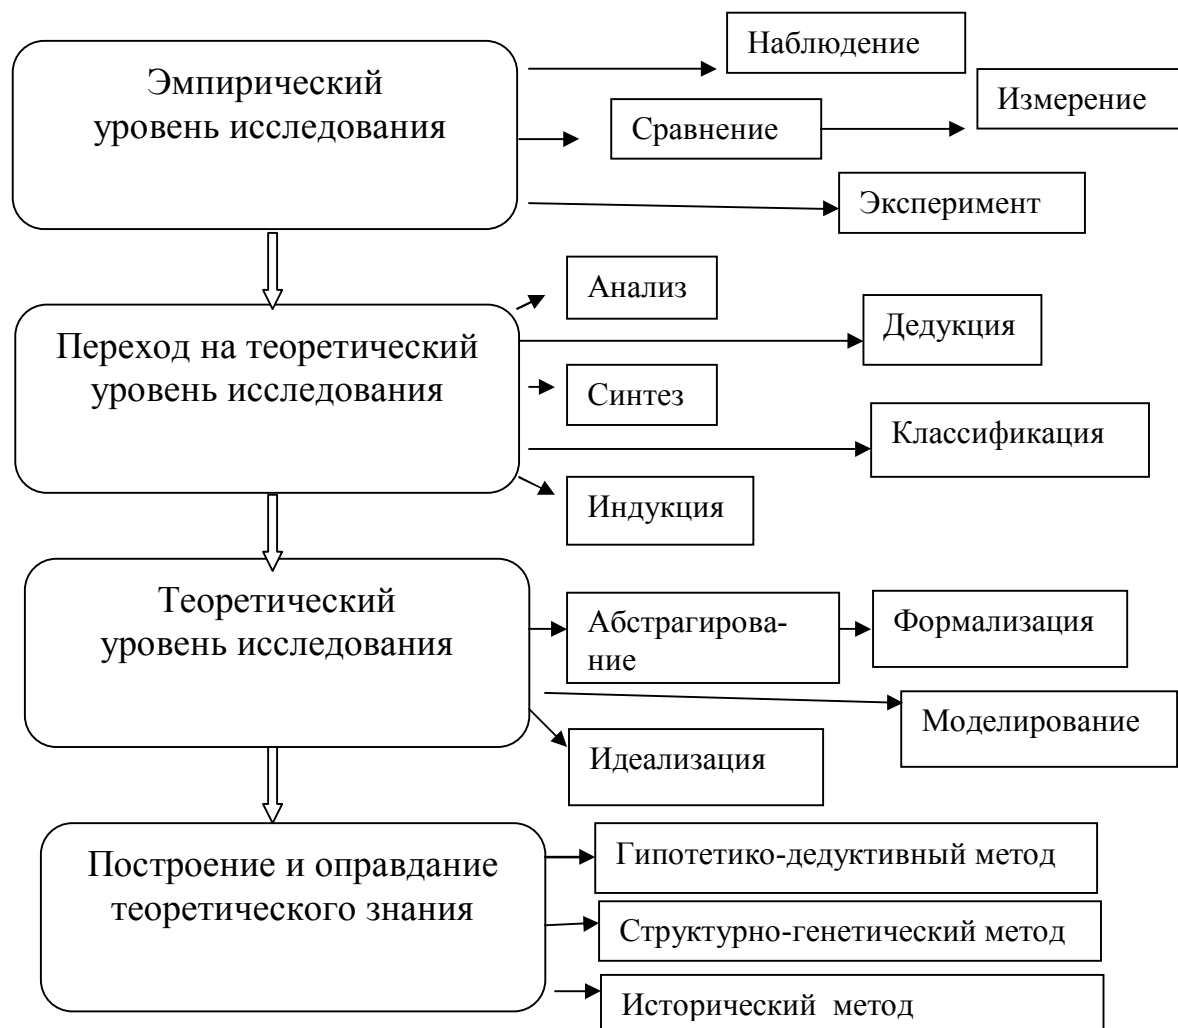 Эмпирический
уровень исследования
Наблюдение
Сравнение
Измерение
Эксперимент
Переход на теоретический
уровень исследования
Анализ
Дедукция
Синтез
Классификация
Индукция
Теоретический
уровень исследования
Абстрагирова-
ние
Формализация
Моделирование
Идеализация
Построение и оправдание
теоретического знания
Гипотетико-дедуктивный метод
Структурно-генетический метод
Исторический метод